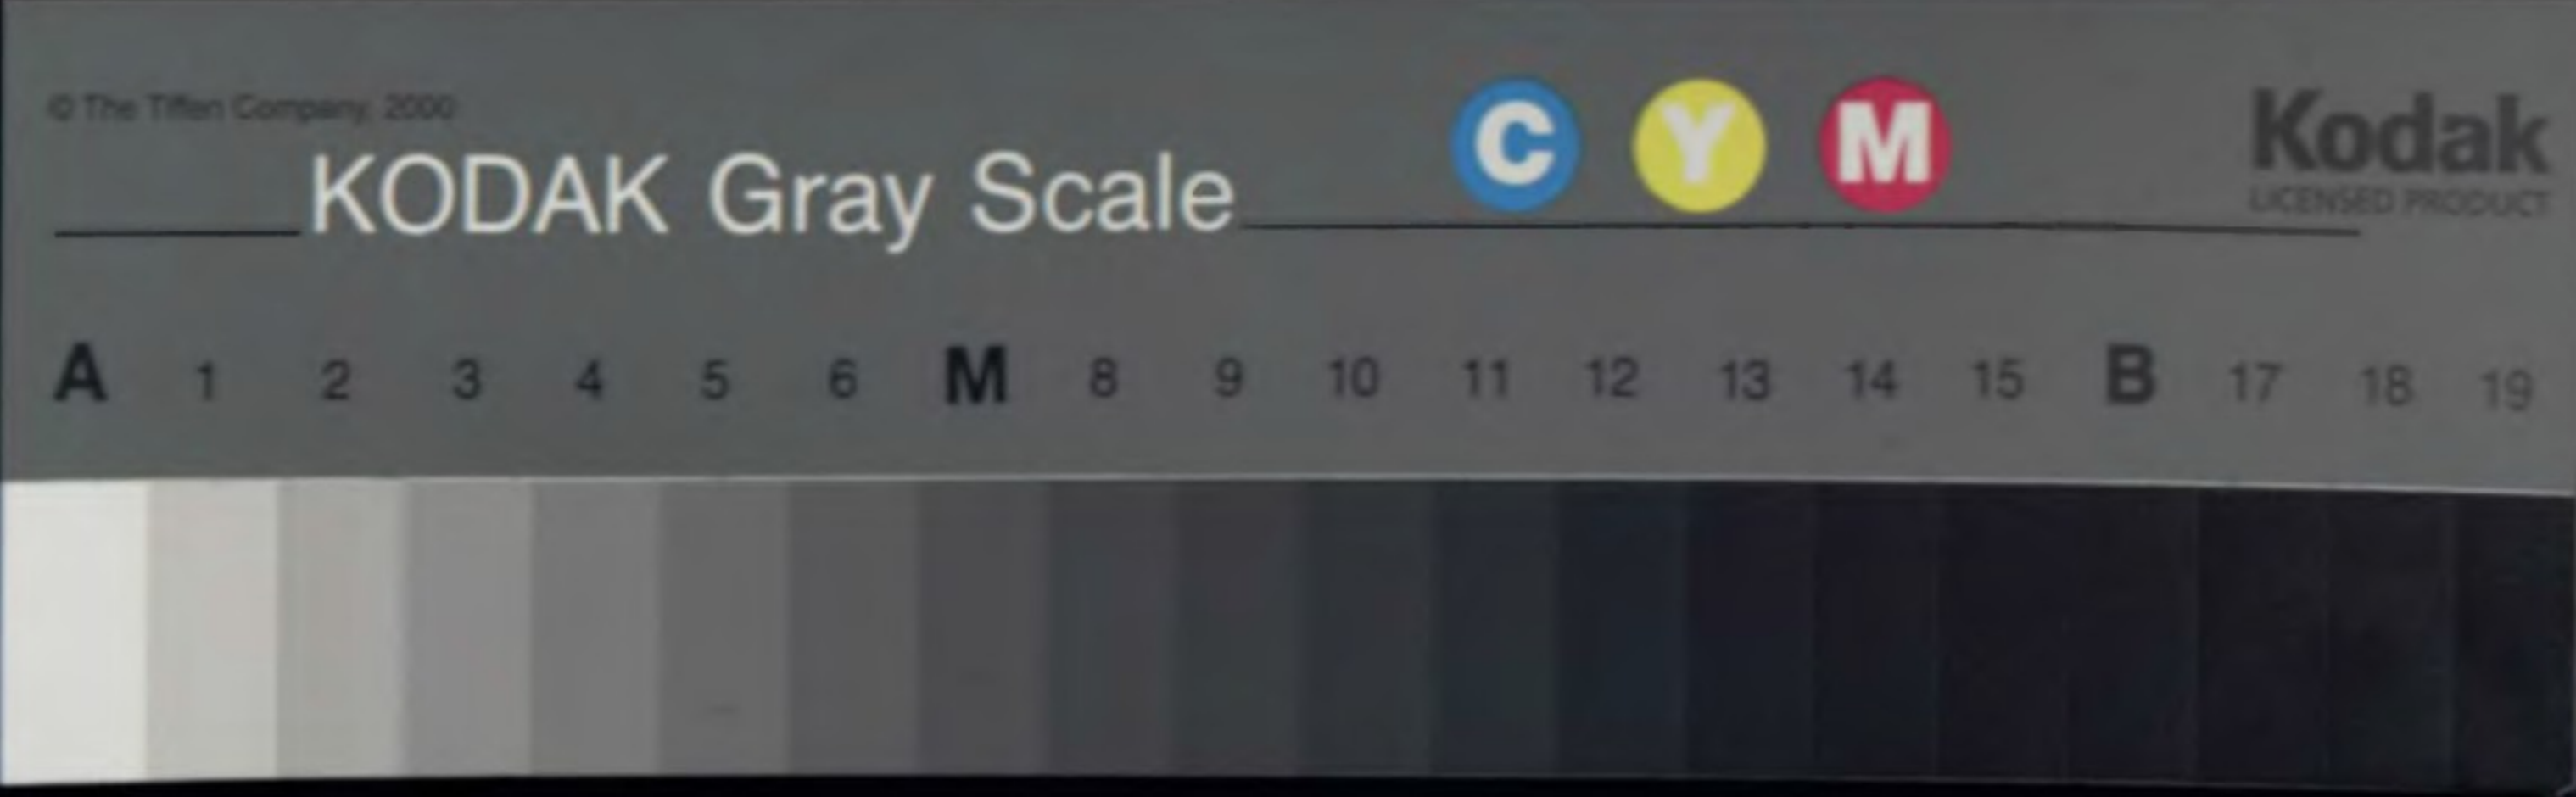 © The Tiffen Company, 2000
KODAK Gray Scale
C Y M
Kodak
LICENSED PRODUCT
A 1 2 3 4 5 6 M 8 9 10 11 12 13 14 15 B 17 18 19